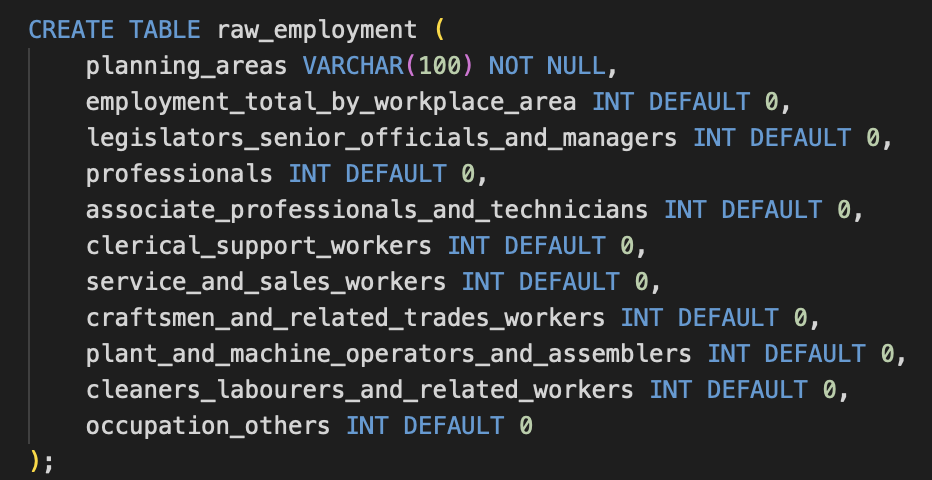 CREATE TABLE raw_employment (
planning_areas VARCHAR(100) NOT NULL,
employment_total_by_workplace_area INT DEFAULT 0,
legislators_senior_officials_and_managers INT DEFAULT 0,
professionals INT DEFAULT 0,
associate_professionals_and_technicians INT DEFAULT 0,
clerical_support_workers INT DEFAULT 0,
service_and_sales_workers INT DEFAULT 0,
craftsmen_and_related_trades_workers INT DEFAULT 0,
plant_and_machine_operators_and_assemblers INT DEFAULT 0,
cleaners_labourers_and_related_workers INT DEFAULT 0,
occupation_others INT DEFAULT 0
);